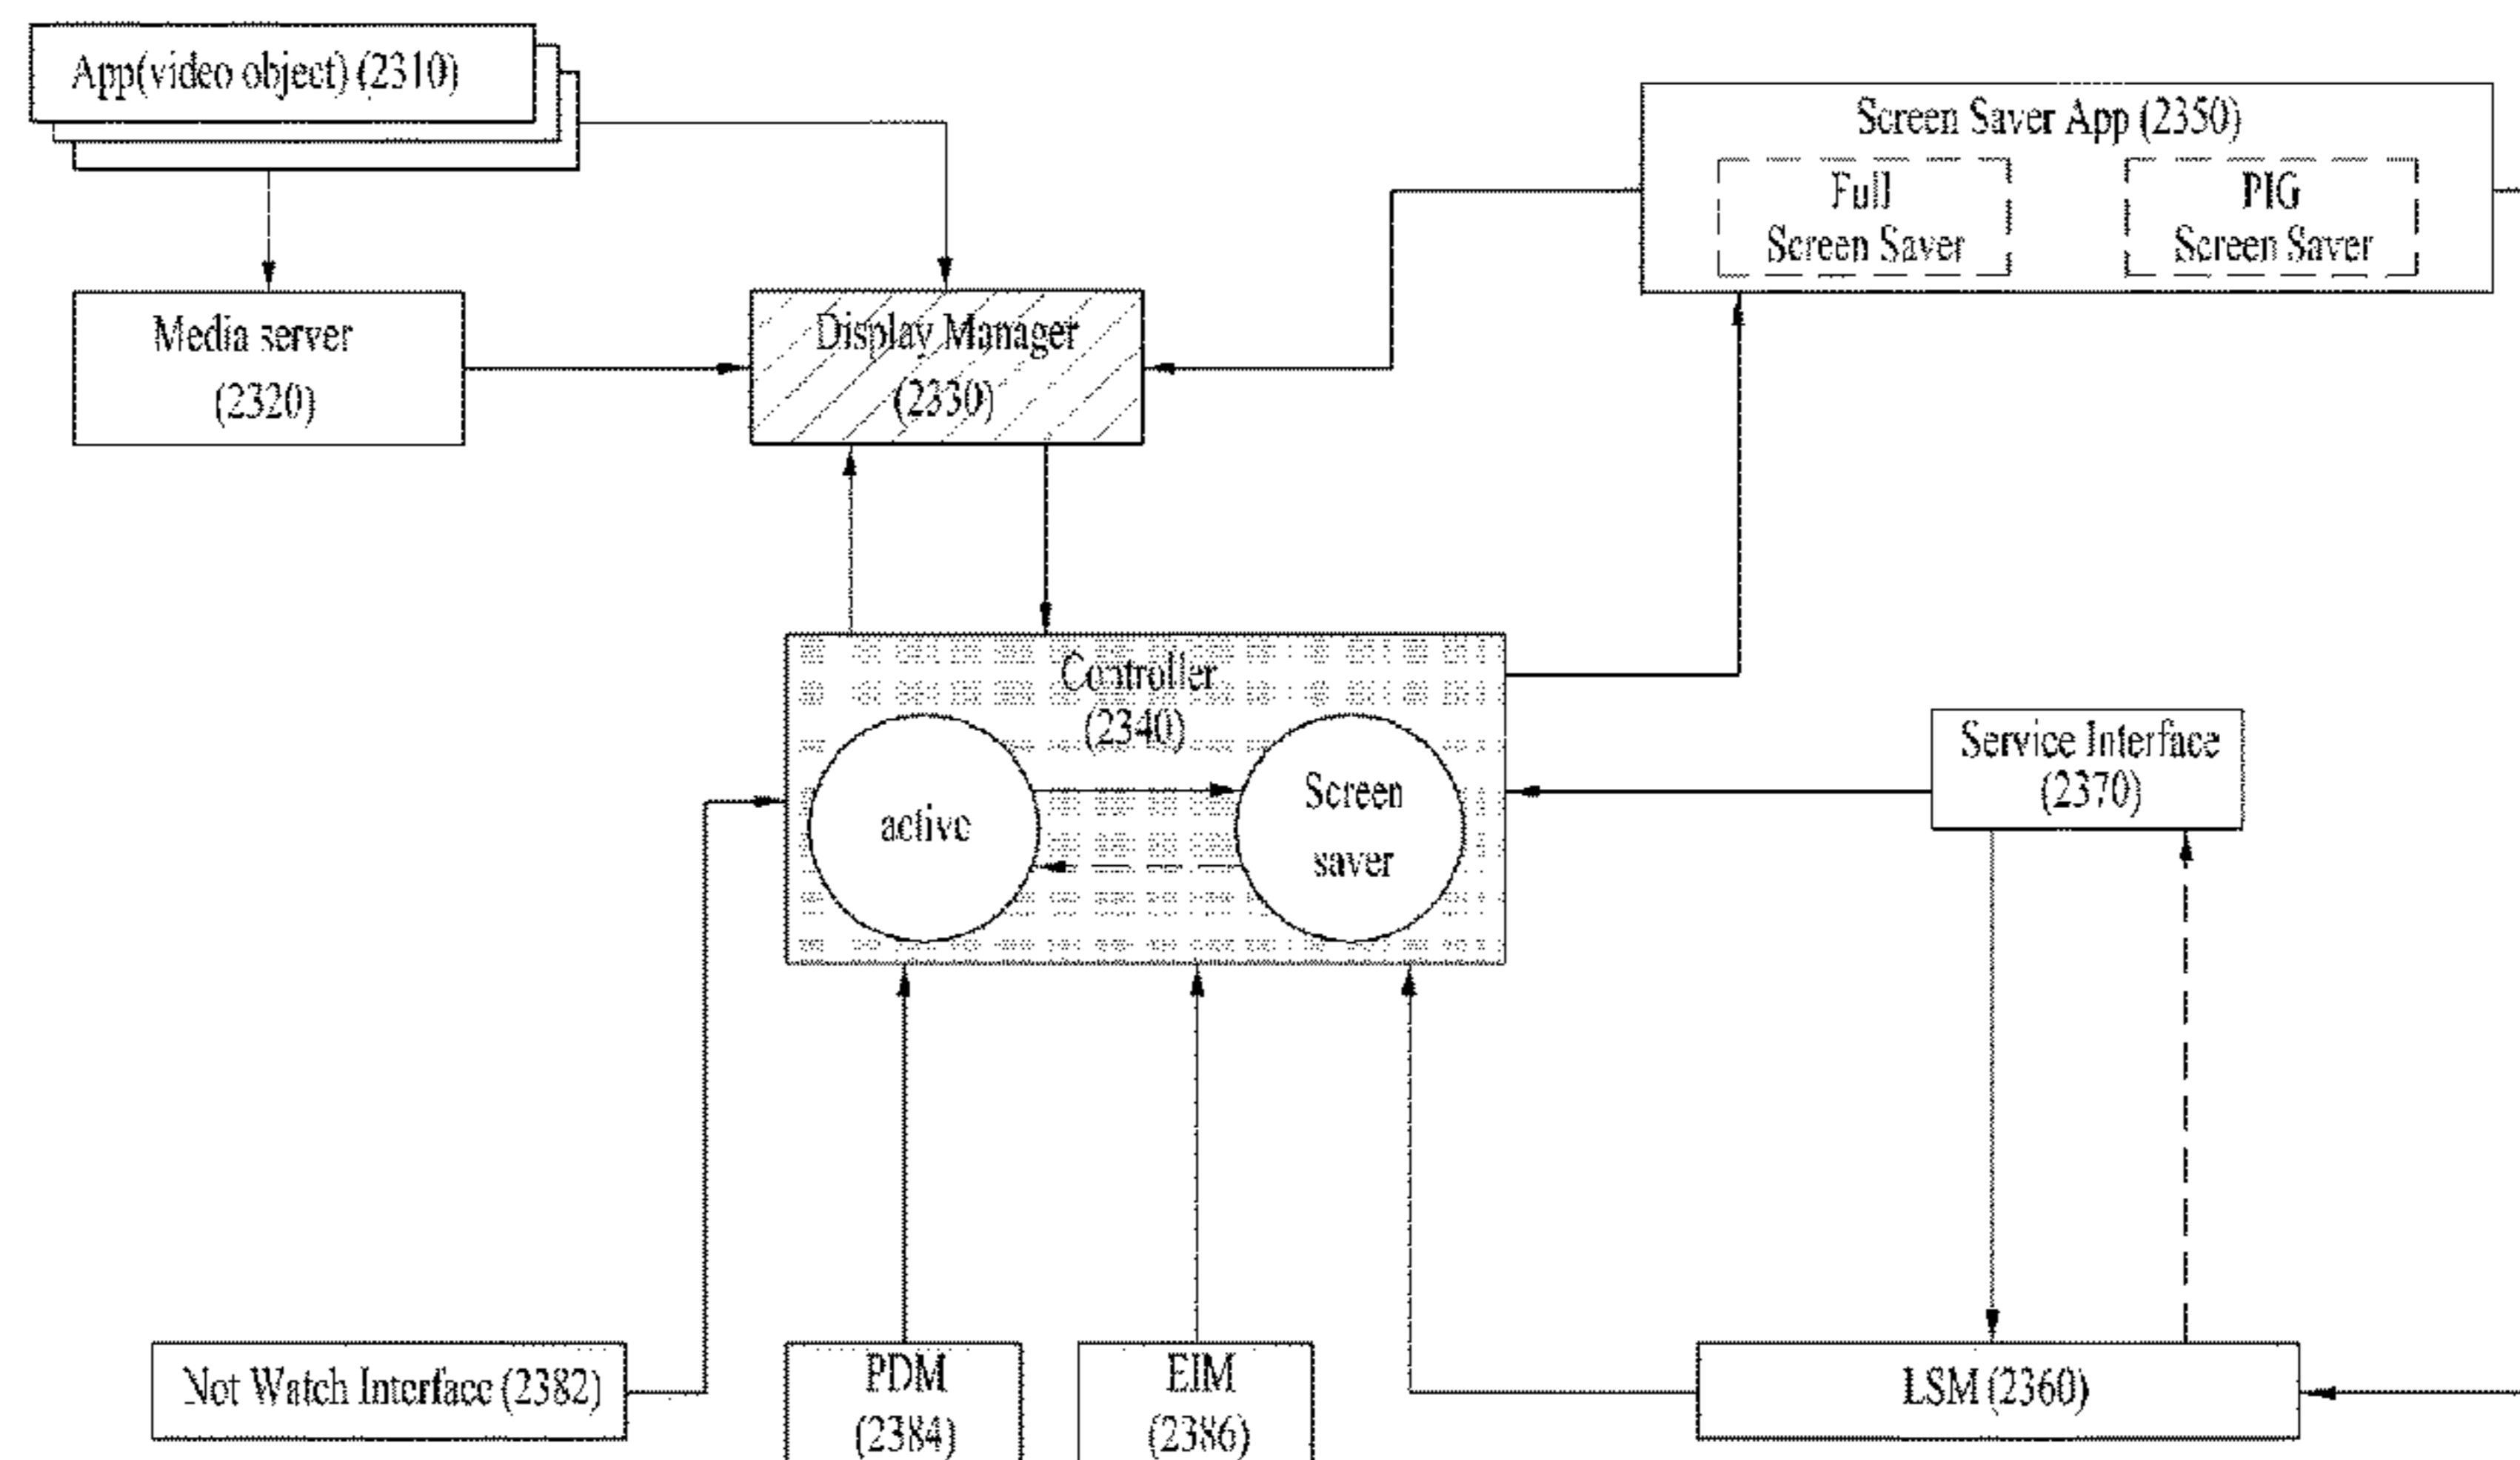 App(video object) (2310)
Screen Saver App (2350)
Full
Screen Saver
PIG
Screen Saver
Media server
(2320)
Display Manager
(2330)
Controller
(2340)
active
Screen
saver
Service Interface
(2370)
Not Watch Interface (2382)
PDM
(2384)
EIM
(2386)
LSM (2360)